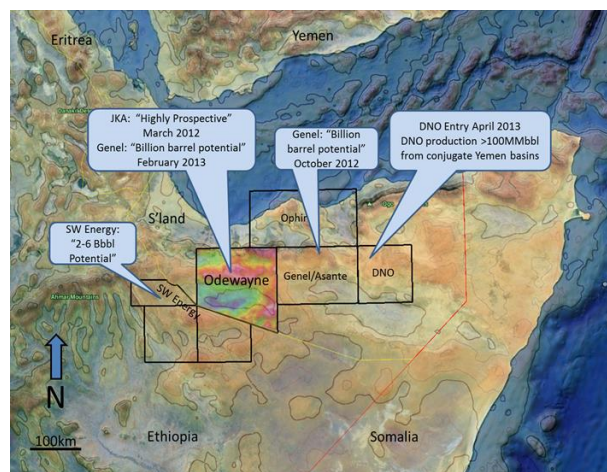 Eritrea
Yemen
JKA: “Highly Prospective”
March 2012
Genel: “Billion barrel potential”
February 2013
Genel: “Billion
barrel potential”
October 2012
DNO Entry April 2013
DNO production >100MMbbl
from conjugate Yemen basins
S'land
Ophir
SW Energy:
“2-6 Bbbl
Potential”
Odewayne
Genel/Asante
DNO
SW Energy
Ahmar Mountains
N
100km
Ethiopia
Somalia